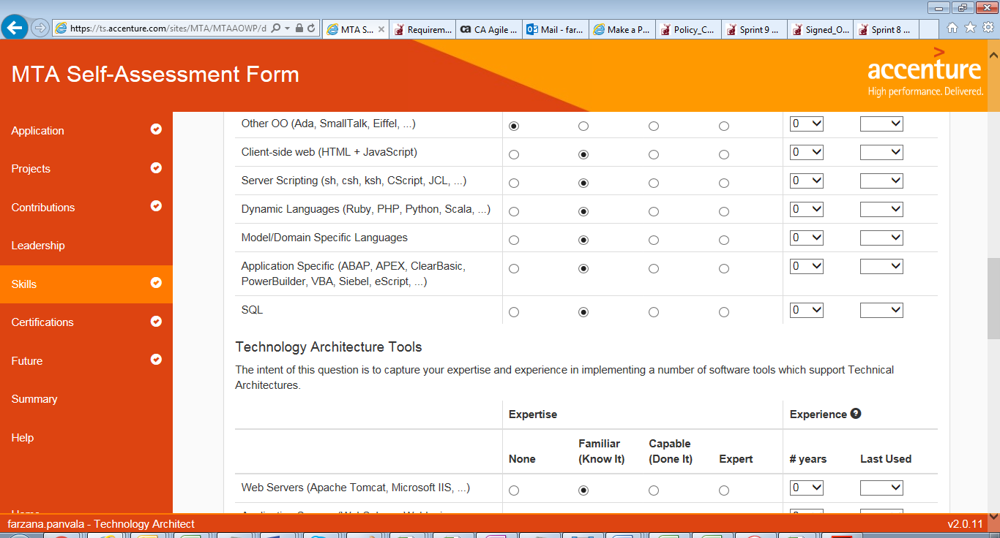 https://ts.accenture.com/sites/MTA/MTAAOWP/d
MTA S...
Requirem...
CA Agile ...
Mail - far...
Make a P...
Policy_C...
Sprint 9 ...
Signed_O...
Sprint 8 ...
MTA Self-Assessment Form
accenture
High performance. Delivered.
Application
Projects
Contributions
Leadership
Skills
Certifications
Future
Summary
Help
Other OO (Ada, SmallTalk, Eiffel, ...) 0
Client-side web (HTML + JavaScript) 0
Server Scripting (sh, csh, ksh, CScript, JCL, ...) 0
Dynamic Languages (Ruby, PHP, Python, Scala, ...) 0
Model/Domain Specific Languages 0
Application Specific (ABAP, APEX, ClearBasic, 0
PowerBuilder, VBA, Siebel, eScript, ...)
SQL 0
Technology Architecture Tools
The intent of this question is to capture your expertise and experience in implementing a number of software tools which support Technical
Architectures.
Expertise Experience ?
None Familiar (Know It) Capable (Done It) Expert # years Last Used
Web Servers (Apache Tomcat, Microsoft IIS, ...) 0
farzana.panvala - Technology Architect
v2.0.11